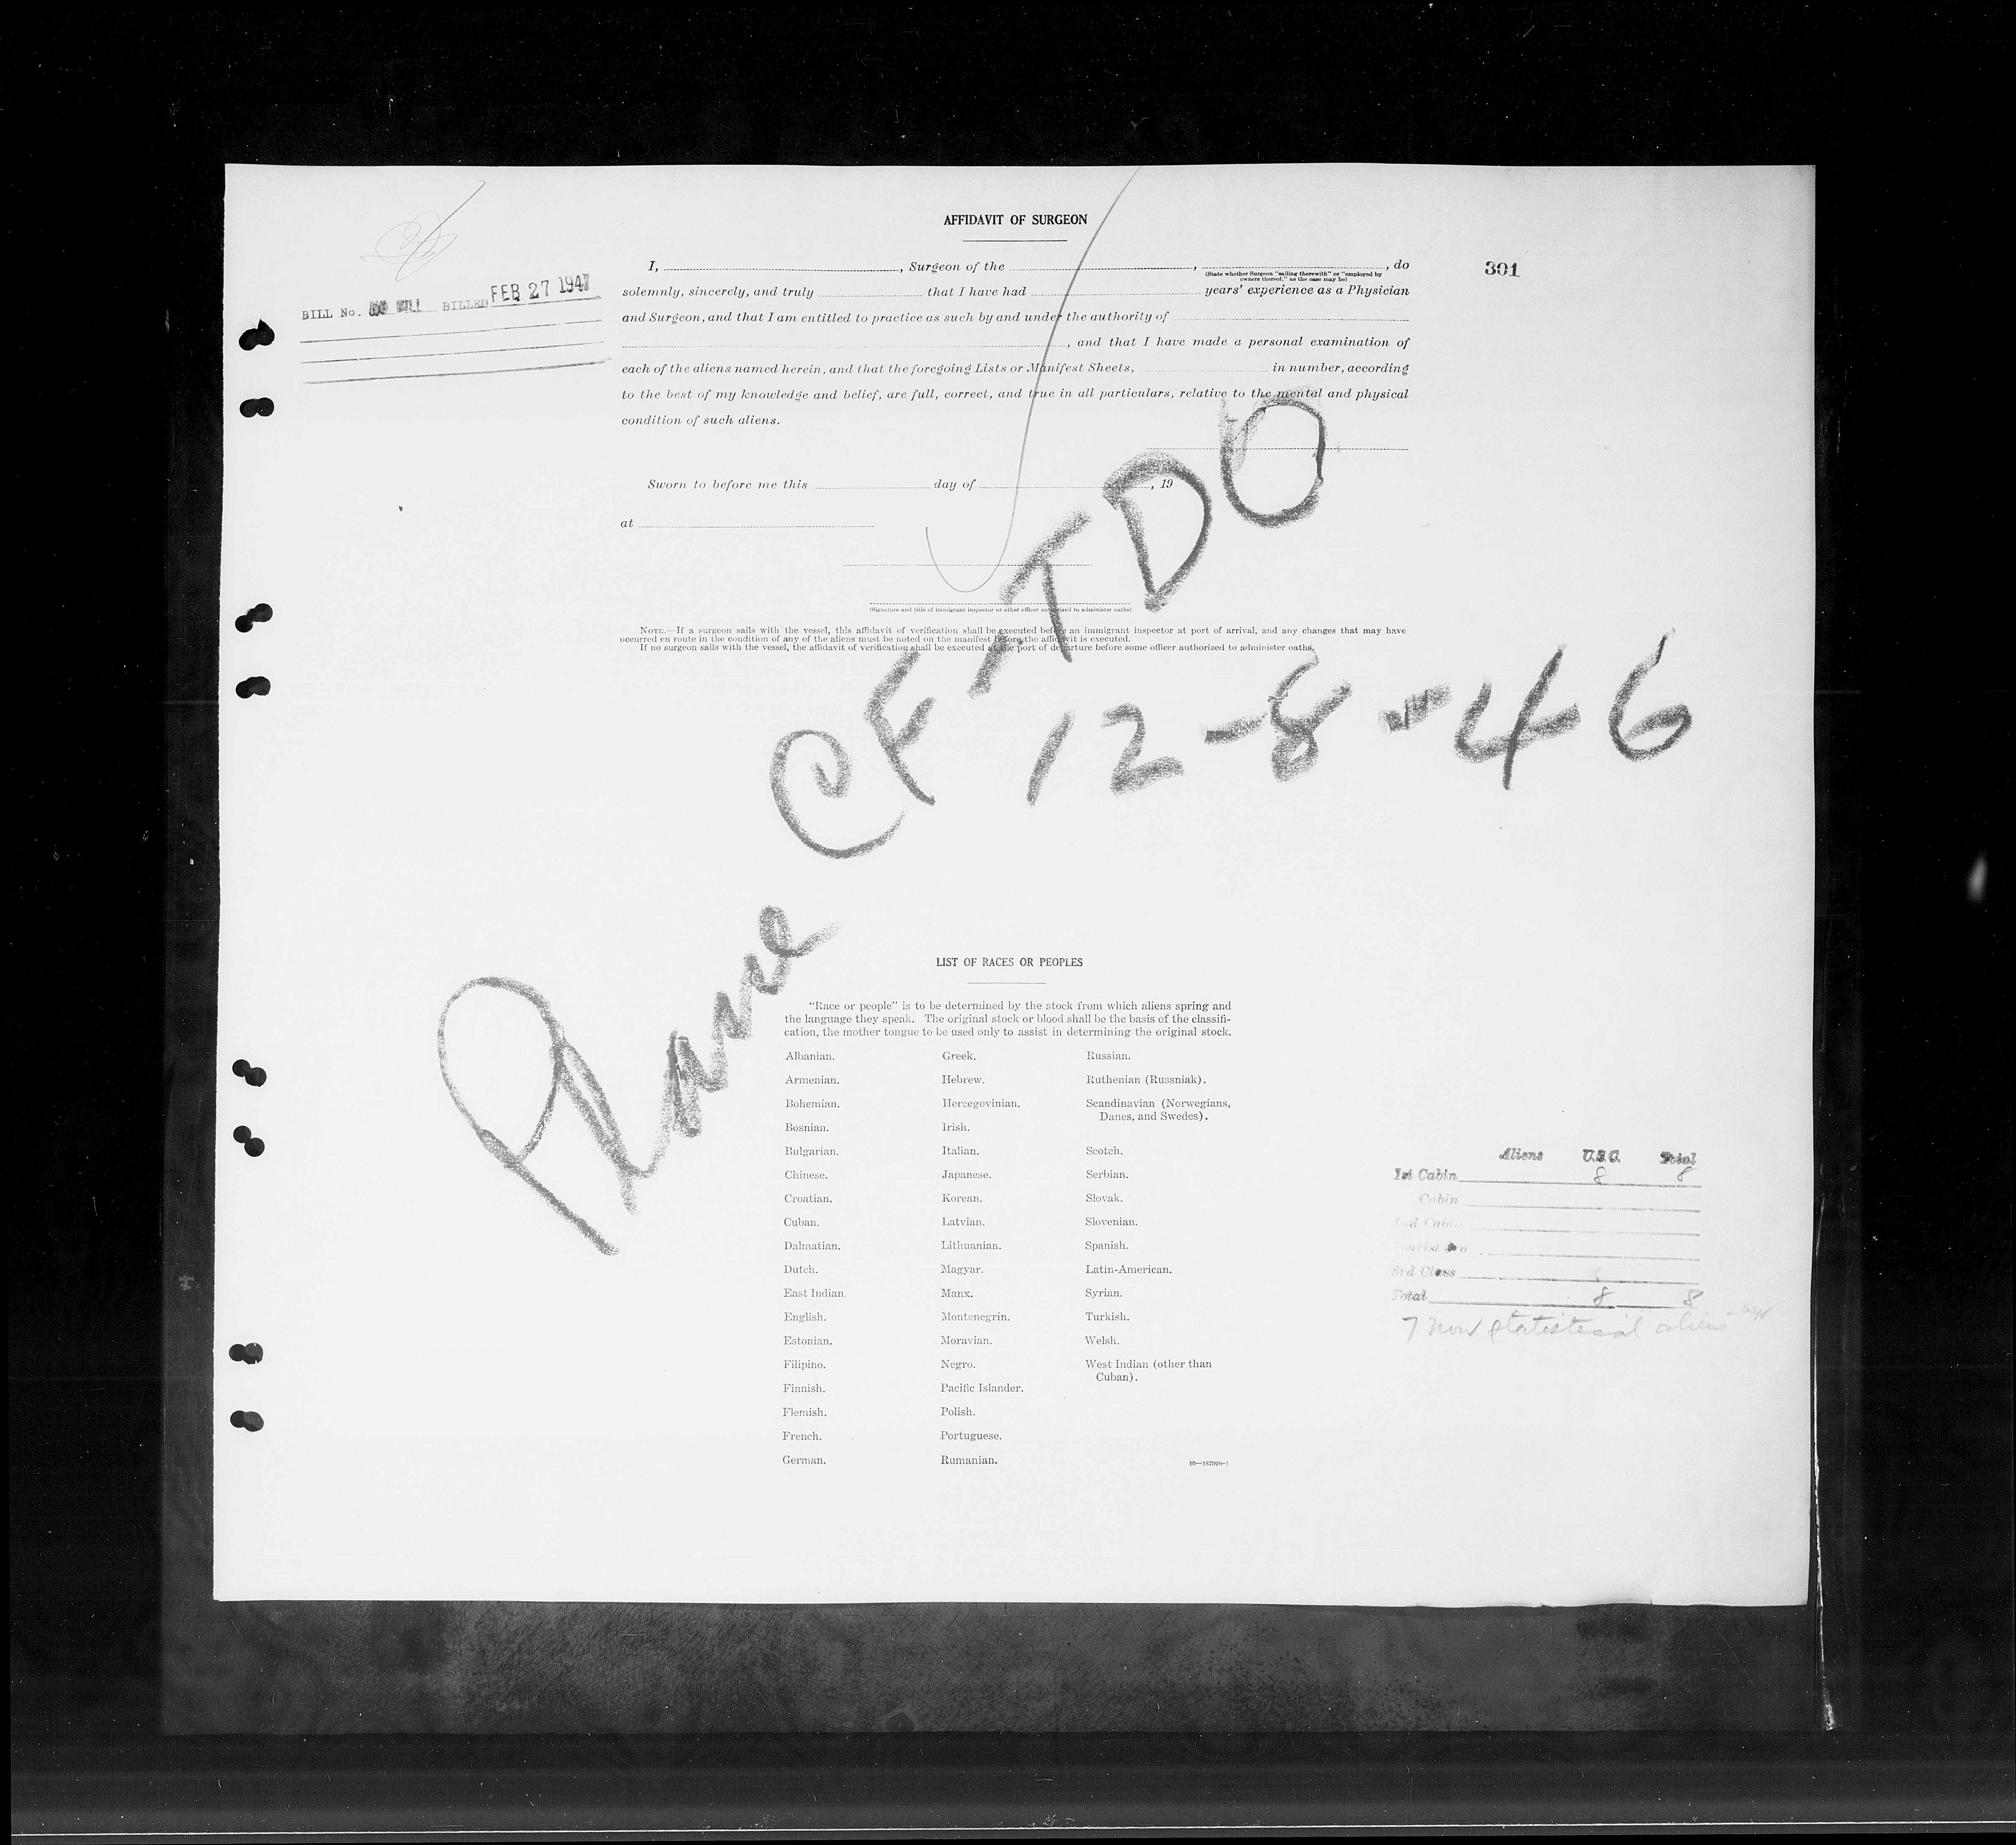 AFFIDAVIT OF SURGEON
301
I, , Surgeon of the , , do
(State whether Surgeon "sailing therewith" or "employed by
owners thereof," as the case may be)
solemnly, sincerely, and truly that I have had years' experience as a Physician
and Surgeon, and that I am entitled to practice as such by and under the authority of
, and that I have made a personal examination of
each of the aliens named herein, and that the foregoing Lists or Manifest Sheets, in number, according
to the best of my knowledge and belief, are full, correct, and true in all particulars, relative to the mental and physical
condition of such aliens.
BILL No. BILLED FEB 27 1947
Sworn to before me this day of , 19
at
(Signature and title of immigrant inspector or other officer authorized to administer oaths)
NOTE.—If a surgeon sails with the vessel, this affidavit of verification shall be executed before an immigrant inspector at port of arrival, and any changes that may have
occurred en route in the condition of any of the aliens must be noted on the manifest before the affidavit is executed.
If no surgeon sails with the vessel, the affidavit of verification shall be executed at the port of departure before some officer authorized to administer oaths.
Plane CF-TDO
12-8-46
LIST OF RACES OR PEOPLES
"Race or people" is to be determined by the stock from which aliens spring and
the language they speak. The original stock or blood shall be the basis of the classifi-
cation, the mother tongue to be used only to assist in determining the original stock.
Albanian.
Armenian.
Bohemian.
Bosnian.
Bulgarian.
Chinese.
Croatian.
Cuban.
Dalmatian.
Dutch.
East Indian.
English.
Estonian.
Filipino.
Finnish.
Flemish.
French.
German.
Greek.
Hebrew.
Hercegovinian.
Irish.
Italian.
Japanese.
Korean.
Latvian.
Lithuanian.
Magyar.
Manx.
Montenegrin.
Moravian.
Negro.
Pacific Islander.
Polish.
Portuguese.
Rumanian.
Russian.
Ruthenian (Russniak).
Scandinavian (Norwegians,
Danes, and Swedes).
Scotch.
Serbian.
Slovak.
Slovenian.
Spanish.
Latin-American.
Syrian.
Turkish.
Welsh.
West Indian (other than
Cuban).
Aliens U.S.C. Total
1st Cabin 8 8
Cabin
2nd Cabin
3rd Class
Total 8 8
7 non statistical aliens